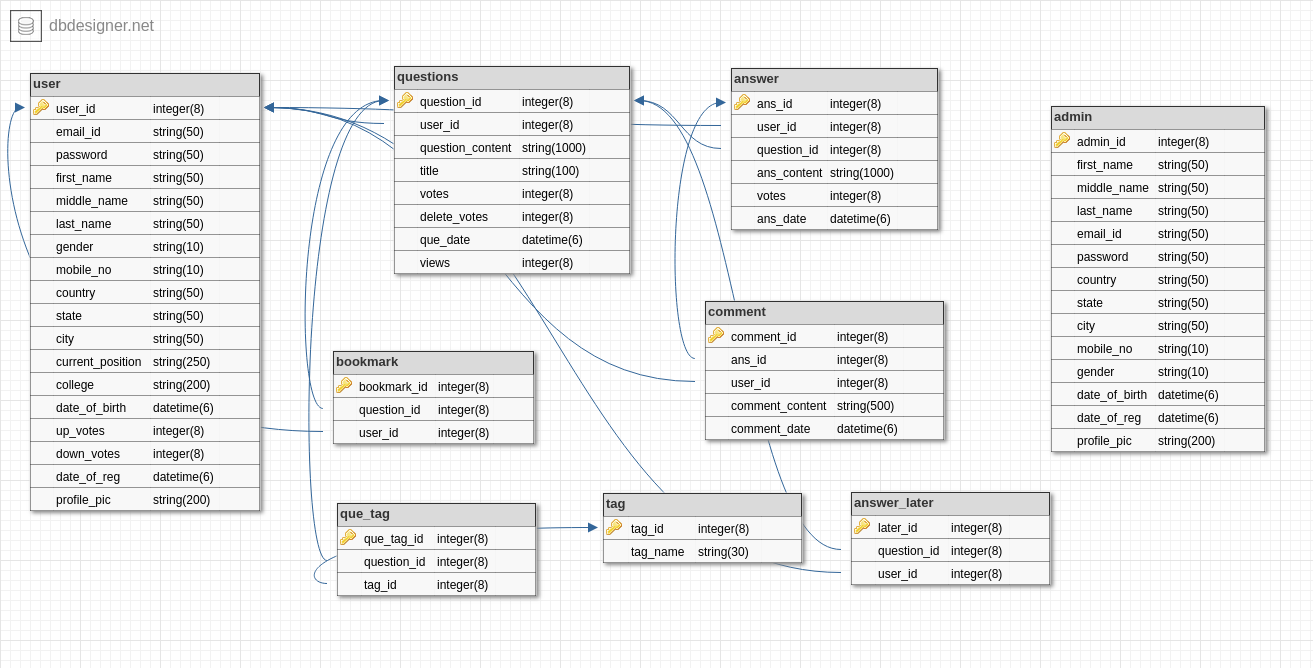 dbdesigner.net
user
user_id integer(8)
email_id string(50)
password string(50)
first_name string(50)
middle_name string(50)
last_name string(50)
gender string(10)
mobile_no string(10)
country string(50)
state string(50)
city string(50)
current_position string(250)
college string(200)
date_of_birth datetime(6)
up_votes integer(8)
down_votes integer(8)
date_of_reg datetime(6)
profile_pic string(200)
questions
question_id integer(8)
user_id integer(8)
question_content string(1000)
title string(100)
votes integer(8)
delete_votes integer(8)
que_date datetime(6)
views integer(8)
answer
ans_id integer(8)
user_id integer(8)
question_id integer(8)
ans_content string(1000)
votes integer(8)
ans_date datetime(6)
admin
admin_id integer(8)
first_name string(50)
middle_name string(50)
last_name string(50)
email_id string(50)
password string(50)
country string(50)
state string(50)
city string(50)
mobile_no string(10)
gender string(10)
date_of_birth datetime(6)
date_of_reg datetime(6)
profile_pic string(200)
bookmark
bookmark_id integer(8)
question_id integer(8)
user_id integer(8)
comment
comment_id integer(8)
ans_id integer(8)
user_id integer(8)
comment_content string(500)
comment_date datetime(6)
que_tag
que_tag_id integer(8)
question_id integer(8)
tag_id integer(8)
tag
tag_id integer(8)
tag_name string(30)
answer_later
later_id integer(8)
question_id integer(8)
user_id integer(8)